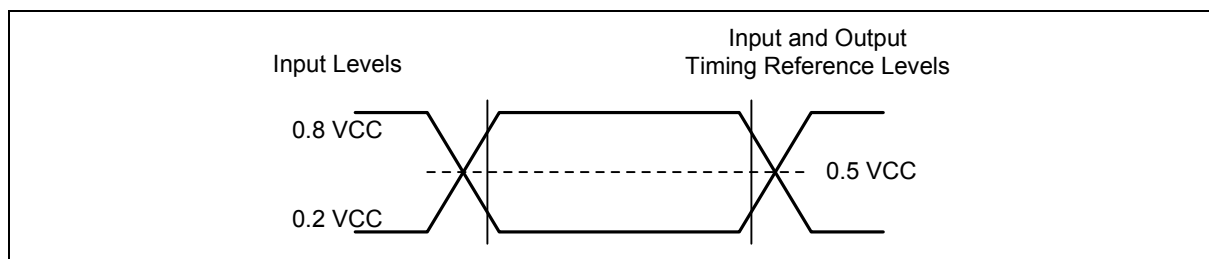 Input Levels
Input and Output
Timing Reference Levels
0.8 VCC
0.5 VCC
0.2 VCC